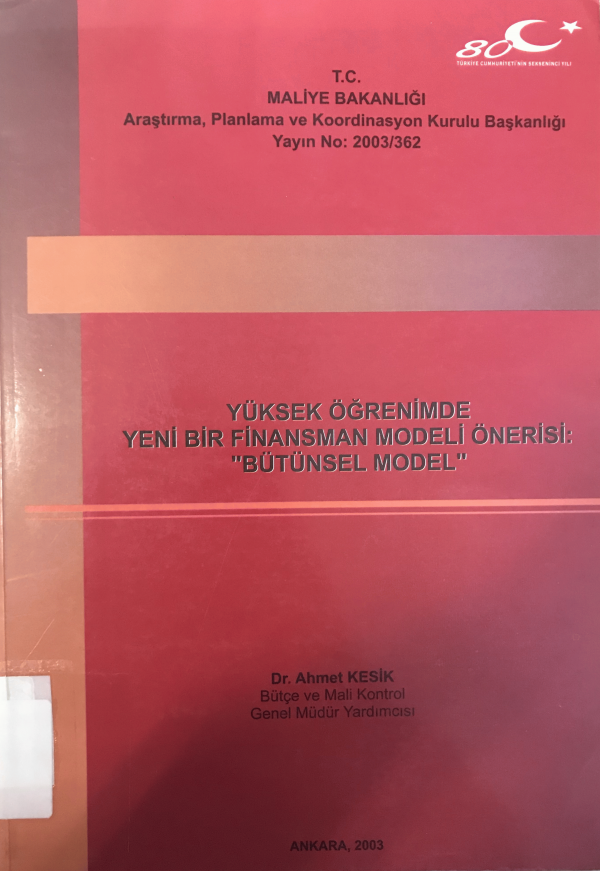 80
TÜRKİYE CUMHURİYETİ'NİN SEKSENİNCİ YILI
T.C.
MALİYE BAKANLIĞI
Araştırma, Planlama ve Koordinasyon Kurulu Başkanlığı
Yayın No: 2003/362
YÜKSEK ÖĞRENİMDE
YENİ BİR FİNANSMAN MODELİ ÖNERİSİ:
"BÜTÜNSEL MODEL"
Dr. Ahmet KESİK
Bütçe ve Mali Kontrol
Genel Müdür Yardımcısı
ANKARA, 2003